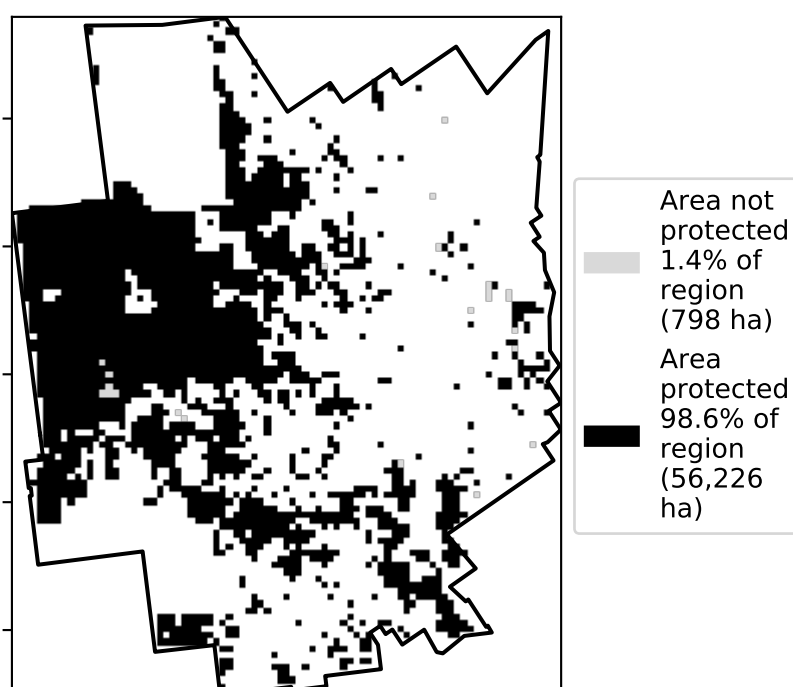 Area not
protected
1.4% of
region
(798 ha)
Area
protected
98.6% of
region
(56,226
ha)